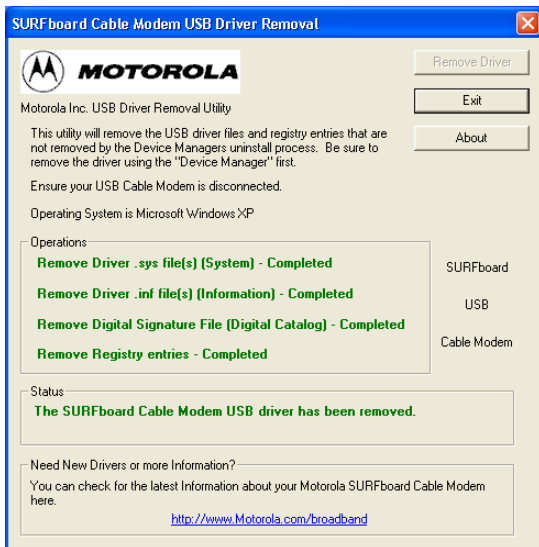 SURFboard Cable Modem USB Driver Removal
MOTOROLA
Remove Driver
Motorola Inc. USB Driver Removal Utility
Exit
This utility will remove the USB driver files and registry entries that are
not removed by the Device Managers uninstall process. Be sure to
remove the driver using the "Device Manager" first.
About
Ensure your USB Cable Modem is disconnected.
Operating System is Microsoft Windows XP
Operations
Remove Driver .sys file(s) (System) - Completed
Remove Driver .inf file(s) (Information) - Completed
Remove Digital Signature File (Digital Catalog) - Completed
Remove Registry entries - Completed
SURFboard
USB
Cable Modem
Status
The SURFboard Cable Modem USB driver has been removed.
Need New Drivers or more Information?
You can check for the latest Information about your Motorola SURFboard Cable Modem
here.
http://www.Motorola.com/broadband